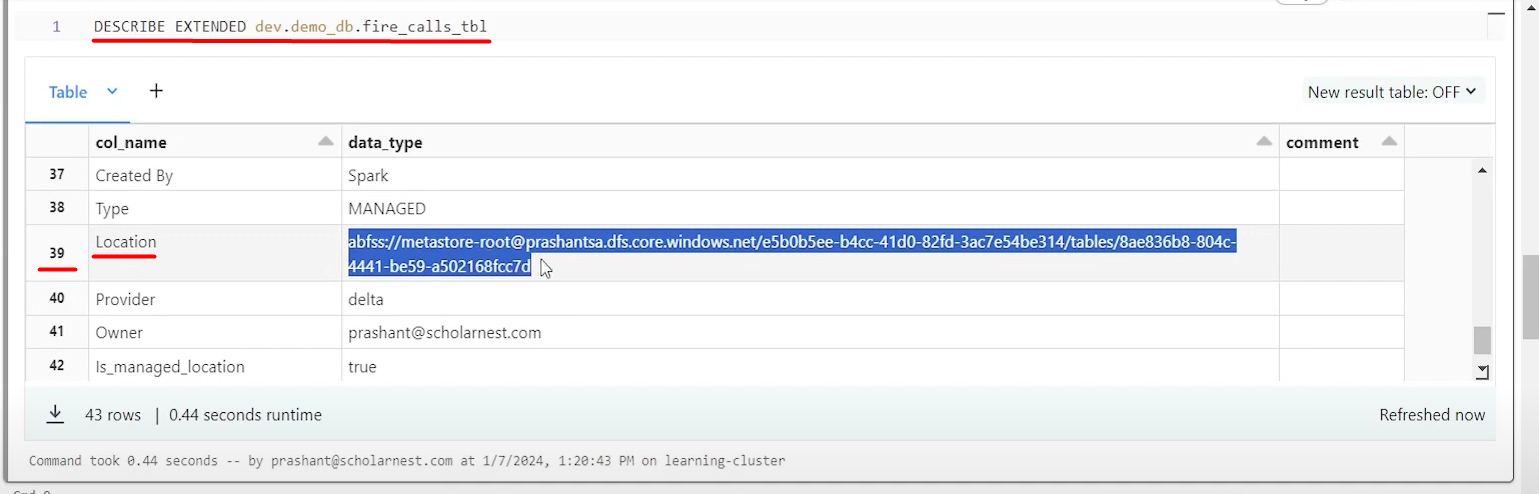 1 DESCRIBE EXTENDED dev.demo_db.fire_calls_tbl
Table +
New result table: OFF
col_name data_type comment
37 Created By Spark
38 Type MANAGED
39 Location abfss://metastore-root@prashantsa.dfs.core.windows.net/e5b0b5ee-b4cc-41d0-82fd-3ac7e54be314/tables/8ae836b8-804c-
4441-be59-a502168fcc7d
40 Provider delta
41 Owner prashant@scholarnest.com
42 Is_managed_location true
43 rows | 0.44 seconds runtime
Refreshed now
Command took 0.44 seconds -- by prashant@scholarnest.com at 1/7/2024, 1:20:43 PM on learning-cluster